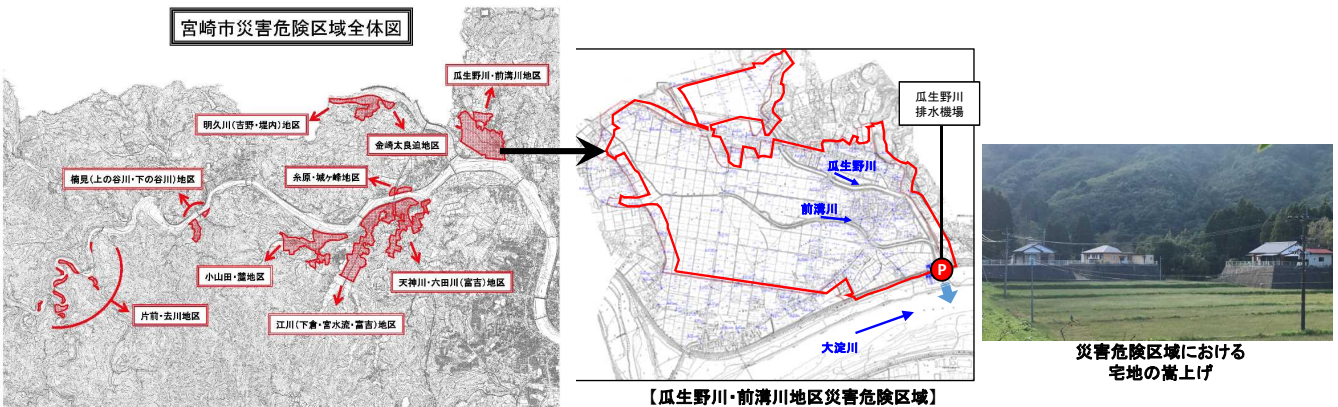 宮崎市災害危険区域全体図
瓜生野川・前溝川地区
明久川(吉野・堤内)地区
金崎太良迫地区
楠見(上の谷川・下の谷川)地区
糸原・城ヶ峰地区
小山田・麓地区
天神川・六田川(富吉)地区
片前・去川地区
江川(下倉・宮水流・富吉)地区
瓜生野川
排水機場
瓜生野川
前溝川
P
大淀川
【瓜生野川・前溝川地区災害危険区域】
災害危険区域における
宅地の嵩上げ